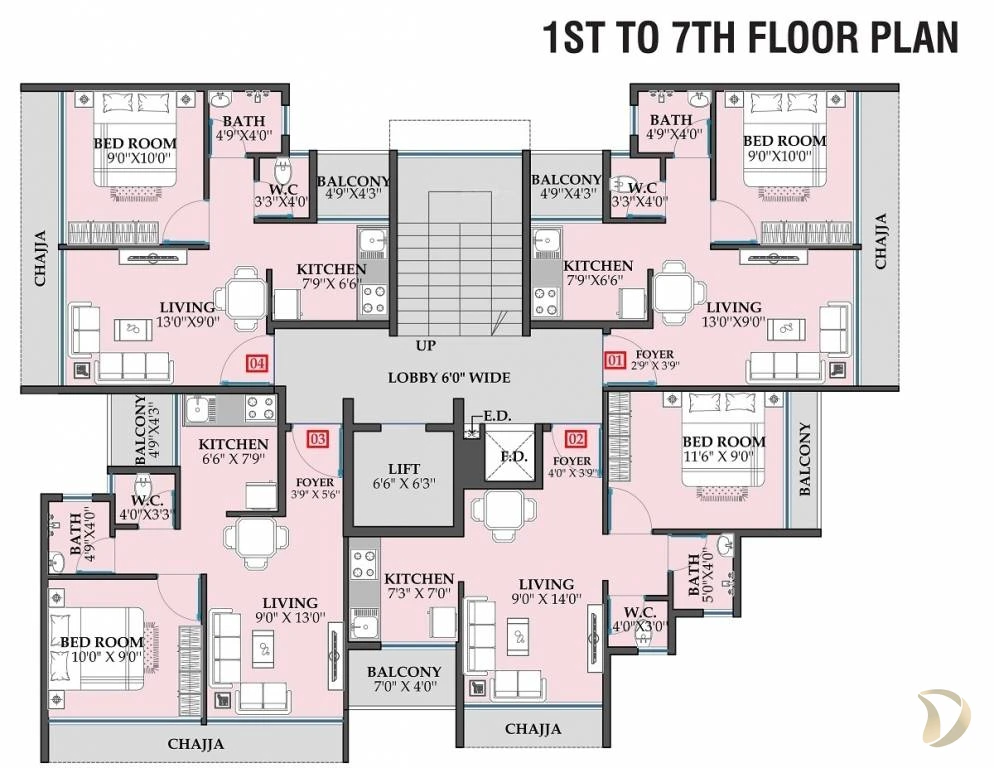 1ST TO 7TH FLOOR PLAN
BED ROOM
9'0"X10'0"
BATH
4'9"X4'0"
W.C
3'3"X4'0"
BALCONY
4'9"X4'3"
CHAJJA
KITCHEN
7'9"X 6'6"
LIVING
13'0"X9'0"
04
BALCONY
4'9"X4'3"
W.C
3'3"X4'0"
BATH
4'9"X4'0"
BED ROOM
9'0"X10'0"
CHAJJA
KITCHEN
7'9"X6'6"
LIVING
13'0"X9'0"
01
FOYER
2'9" X 3'9"
UP
LOBBY 6'0" WIDE
E.D.
F.D.
LIFT
6'6" X 6'3"
BALCONY
4'9"X4'3"
KITCHEN
6'6" X 7'9"
03
FOYER
3'9" X 5'6"
W.C.
4'0"X3'3"
BATH
4'9"X4'0"
LIVING
9'0" X 13'0"
BED ROOM
10'0" X 9'0"
CHAJJA
02
FOYER
4'0" X 3'9"
BED ROOM
11'6" X 9'0"
BALCONY
KITCHEN
7'3" X 7'0"
LIVING
9'0" X 14'0"
BATH
5'0"X4'0"
W.C.
4'0"X3'0"
BALCONY
7'0" X 4'0"
CHAJJA